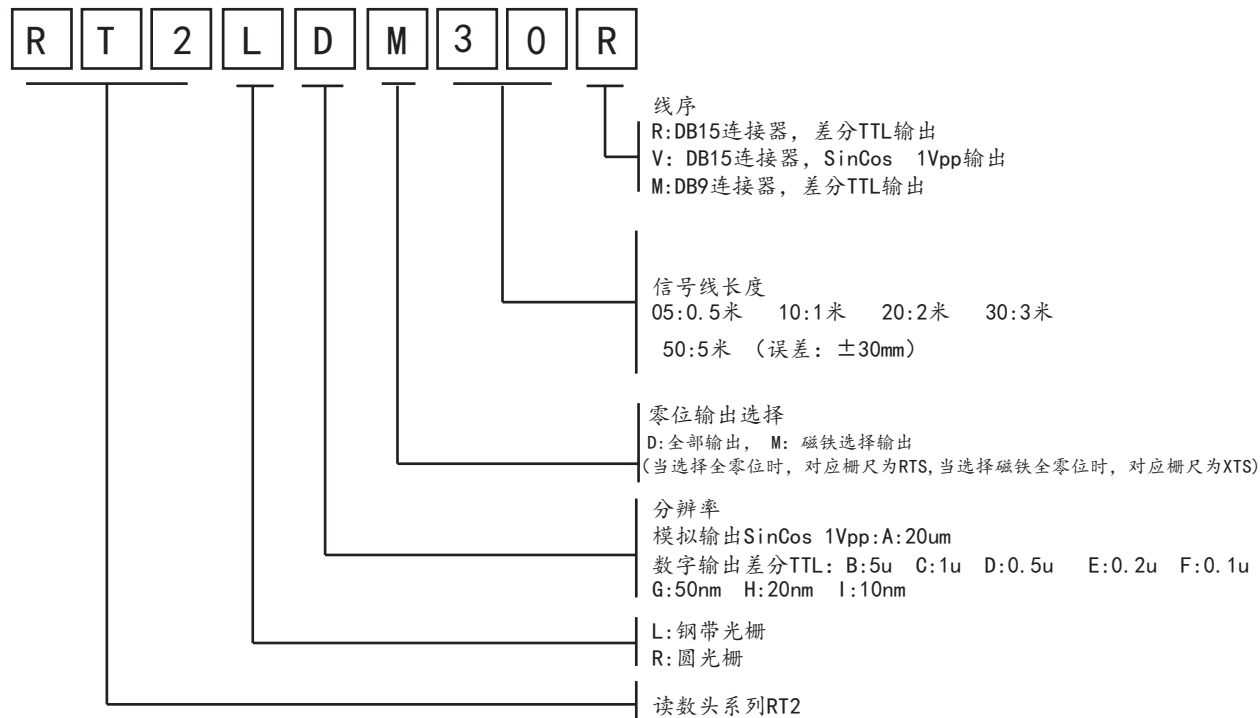 RT2LDM30R
线序
R:DB15连接器, 差分TTL输出
V: DB15连接器, SinCos 1Vpp输出
M:DB9连接器, 差分TTL输出
信号线长度
05:0.5米 10:1米 20:2米 30:3米
50:5米 (误差: ±30mm)
零位输出选择
D:全部输出, M: 磁铁选择输出
(当选择全零位时, 对应栅尺为RTS,当选择磁铁全零位时, 对应栅尺为XTS)
分辨率
模拟输出SinCos 1Vpp:A:20um
数字输出差分TTL: B:5u C:1u D:0.5u E:0.2u F:0.1u
G:50nm H:20nm I:10nm
L:钢带光栅
R:圆光栅
读数头系列RT2